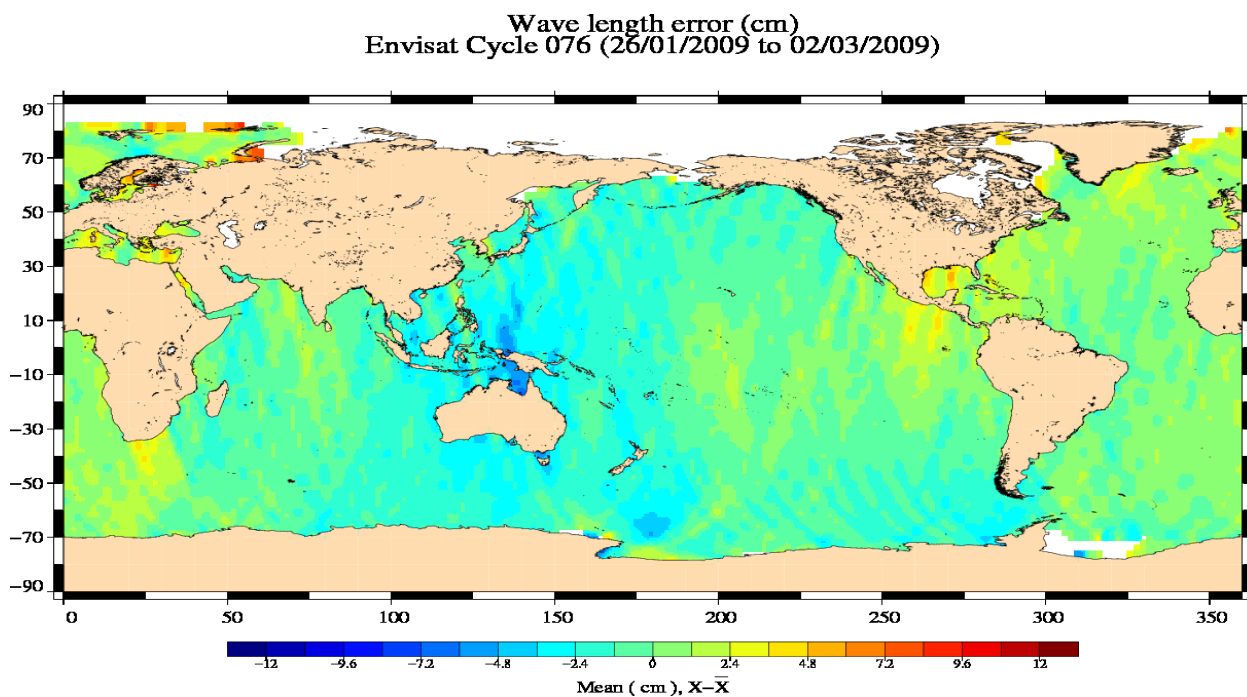 Wave length error (cm)
Envisat Cycle 076 (26/01/2009 to 02/03/2009)
90
70
50
30
10
−10
−30
−50
−70
−90
0 50 100 150 200 250 300 350
−12 −9.6 −7.2 −4.8 −2.4 0 2.4 4.8 7.2 9.6 12
Mean ( cm ), X−X̅